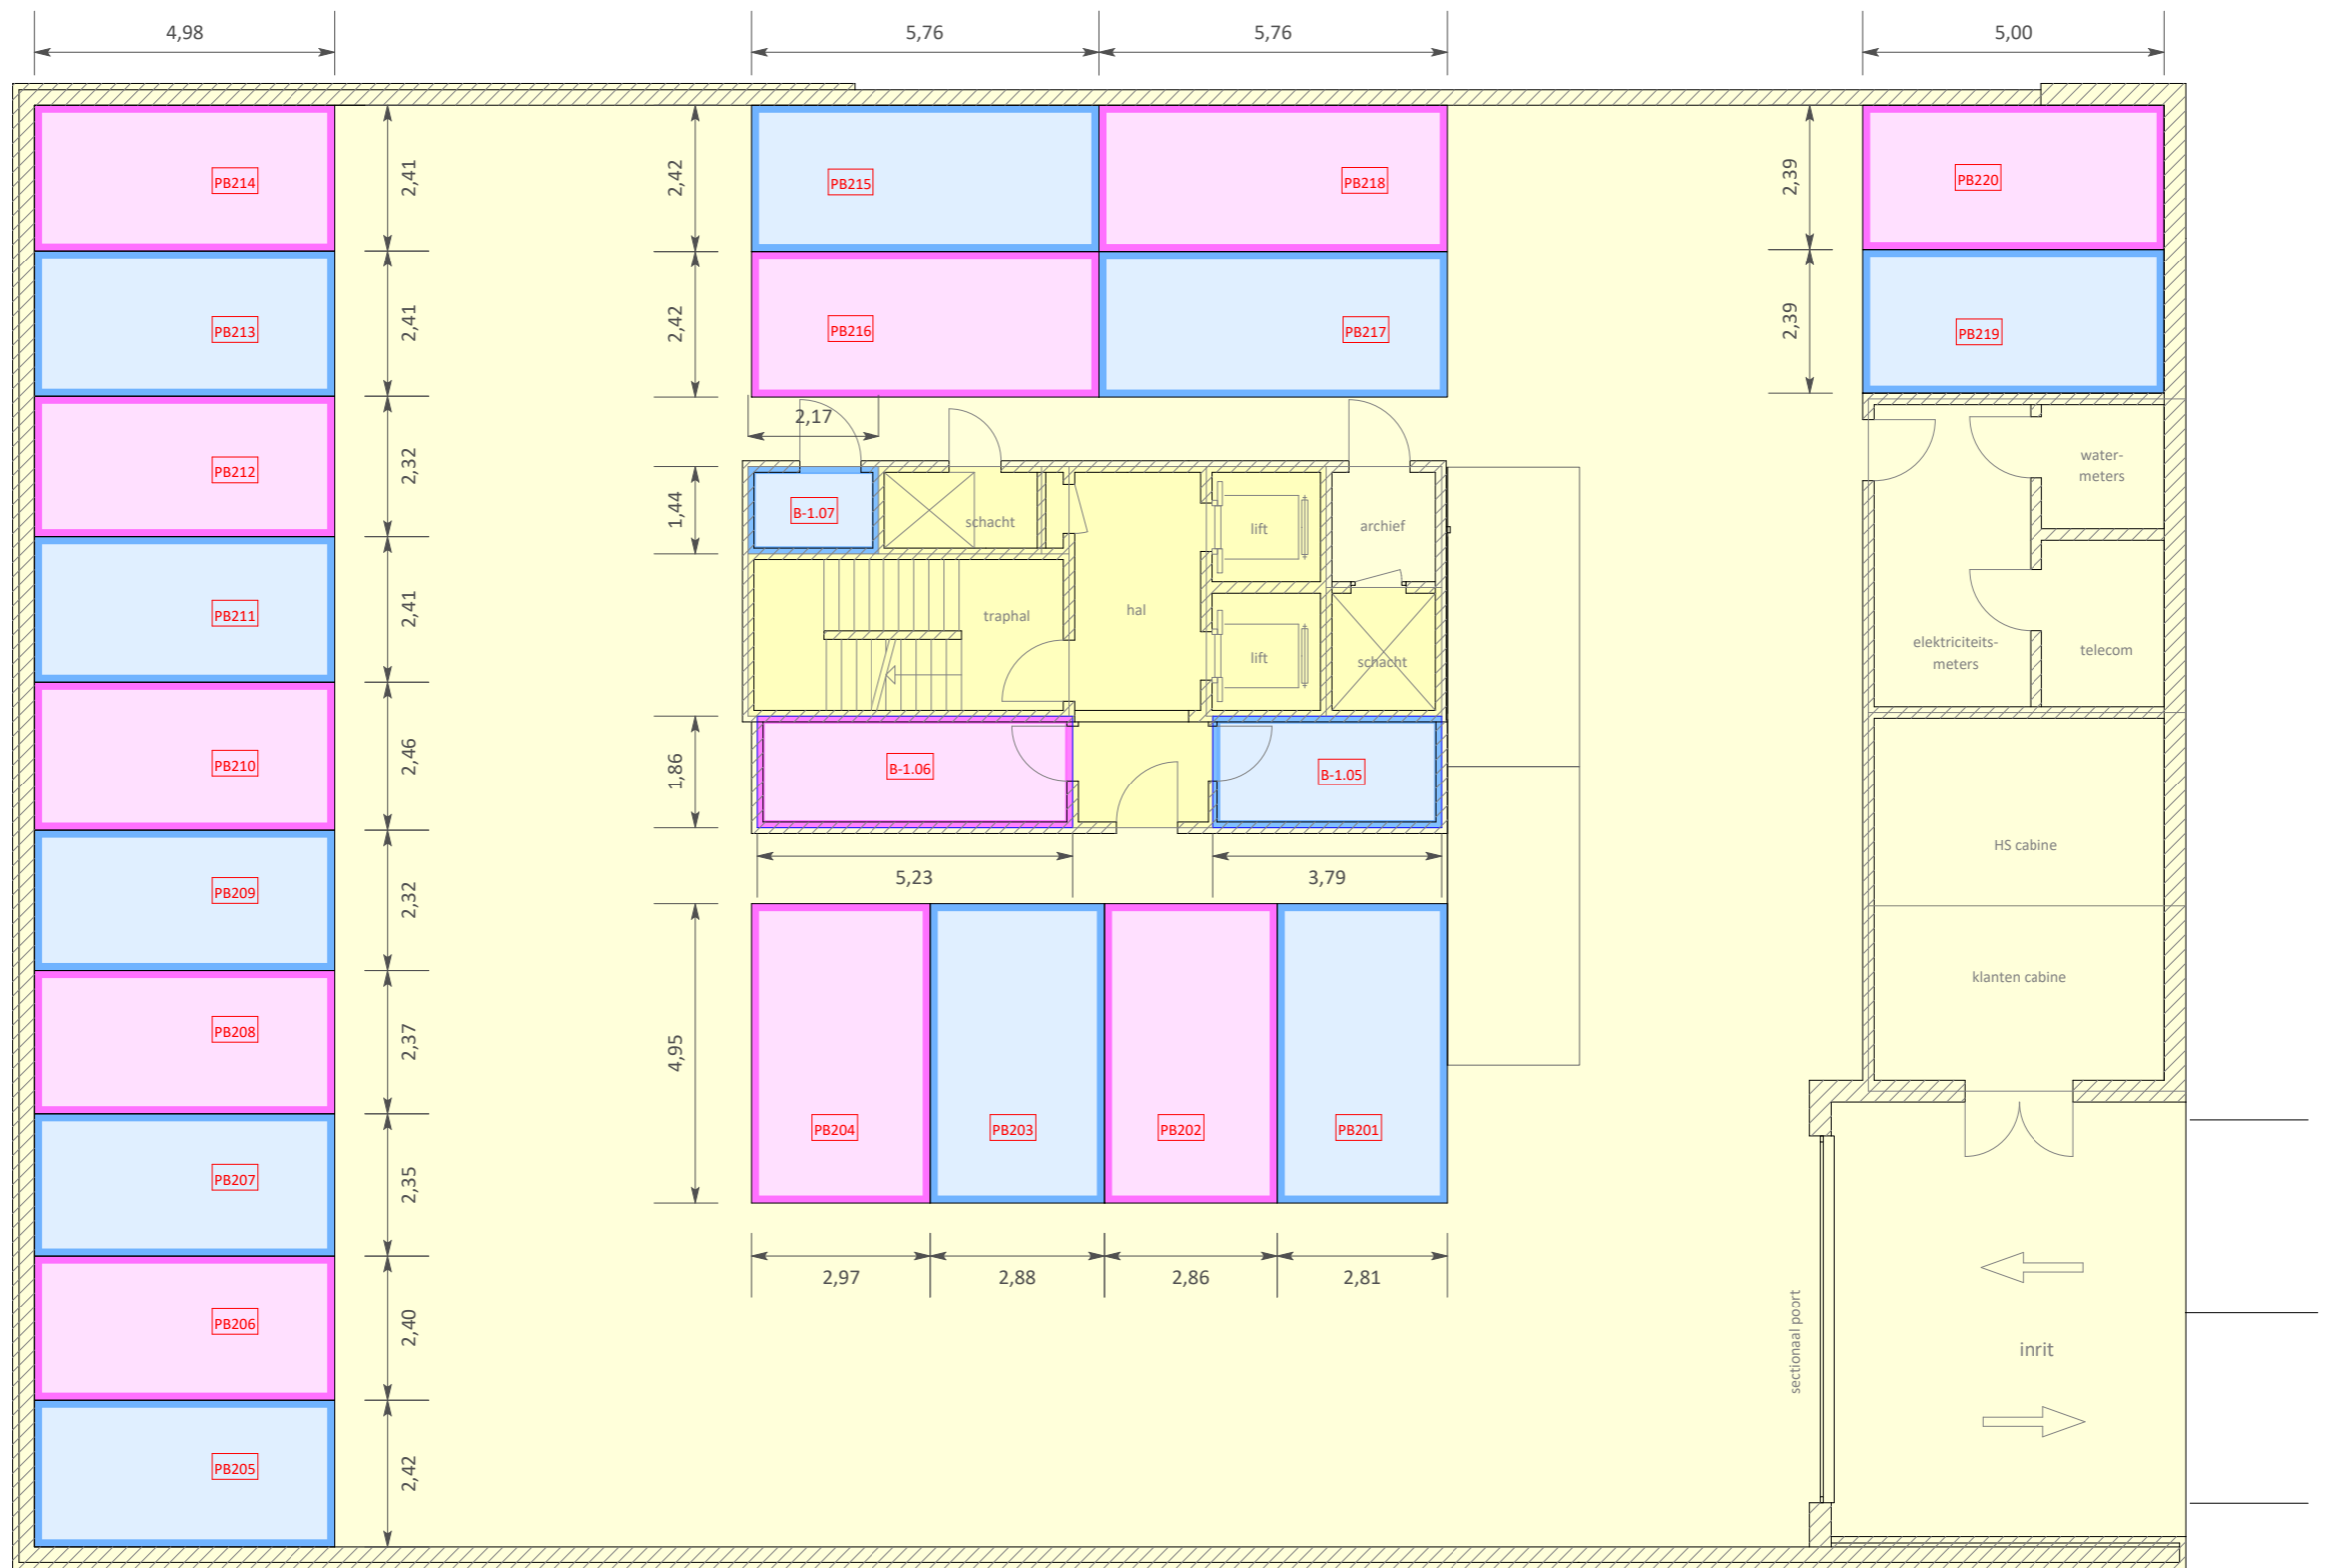 4,98
5,76
5,76
5,00
PB214
2,41
2,42
PB215
PB218
2,39
PB220
PB213
2,41
2,42
PB216
PB217
2,39
PB219
2,17
PB212
2,32
1,44
B-1.07
schacht
lift
archief
water-
meters
PB211
2,41
traphal
hal
lift
schacht
elektriciteits-
meters
telecom
PB210
2,46
1,86
B-1.06
B-1.05
HS cabine
5,23
3,79
PB209
2,32
klanten cabine
PB208
2,37
4,95
PB204
PB203
PB202
PB201
PB207
2,35
2,97
2,88
2,86
2,81
PB206
2,40
sectionaal poort
inrit
PB205
2,42